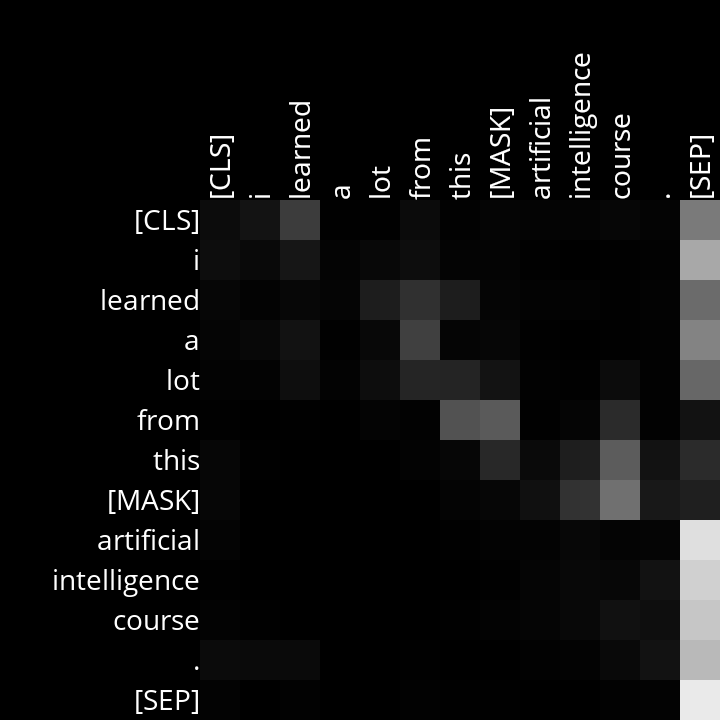 [CLS] i learned a lot from this [MASK] artificial intelligence course . [SEP]
[CLS]
i
learned
a
lot
from
this
[MASK]
artificial
intelligence
course
.
[SEP]